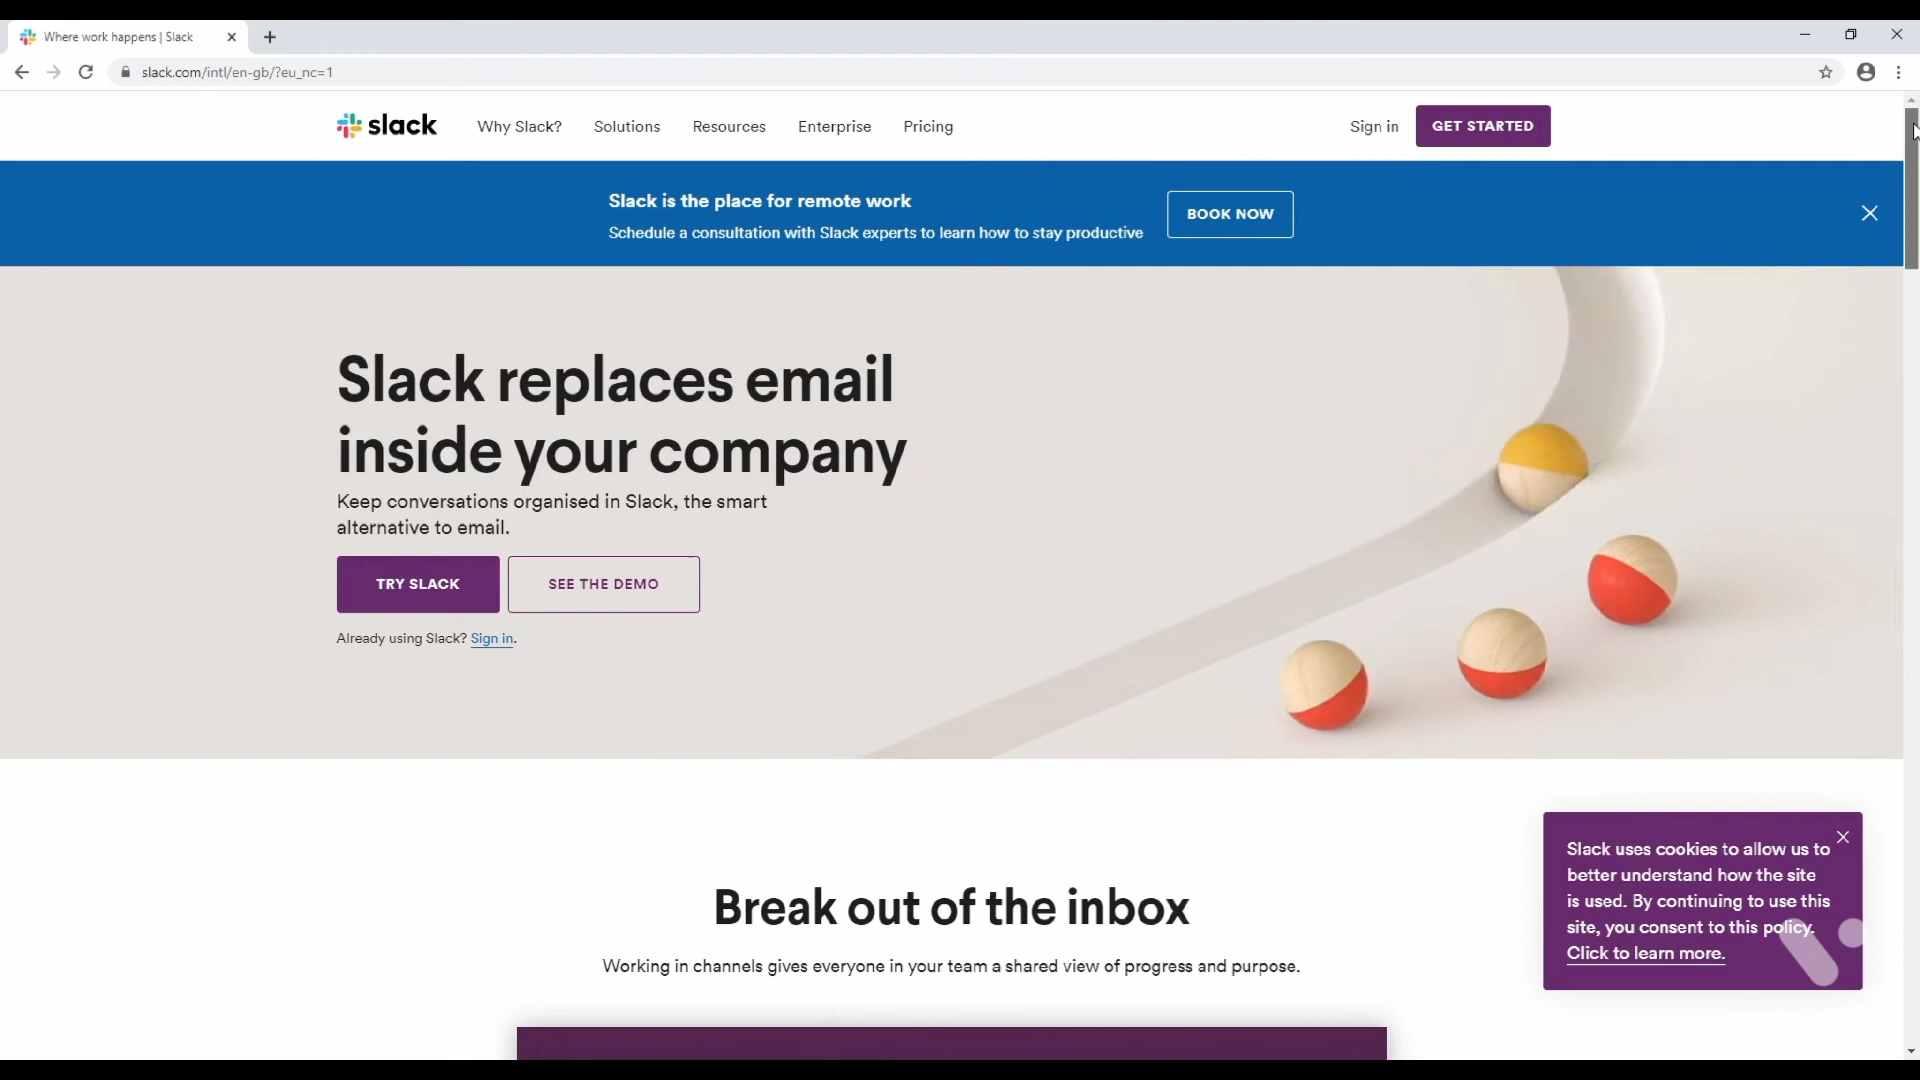 Where work happens | Slack
slack.com/intl/en-gb/?eu_nc=1
slack
Why Slack?
Solutions
Resources
Enterprise
Pricing
Sign in
GET STARTED
Slack is the place for remote work
Schedule a consultation with Slack experts to learn how to stay productive
BOOK NOW
Slack replaces email
inside your company
Keep conversations organised in Slack, the smart
alternative to email.
TRY SLACK
SEE THE DEMO
Already using Slack? Sign in.
Break out of the inbox
Working in channels gives everyone in your team a shared view of progress and purpose.
Slack uses cookies to allow us to
better understand how the site
is used. By continuing to use this
site, you consent to this policy.
Click to learn more.